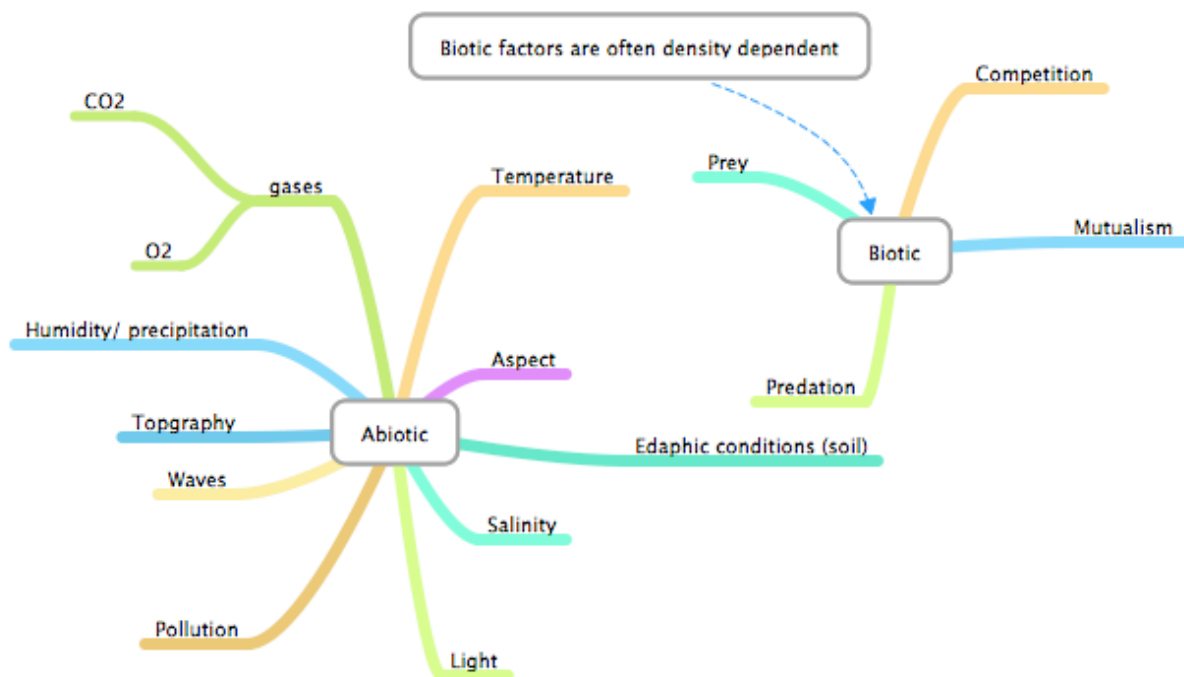 Biotic factors are often density dependent
Competition
CO2
Prey
Temperature
gases
Mutualism
O2
Biotic
Humidity/ precipitation
Aspect
Predation
Topgraphy
Abiotic
Edaphic conditions (soil)
Waves
Salinity
Pollution
Light